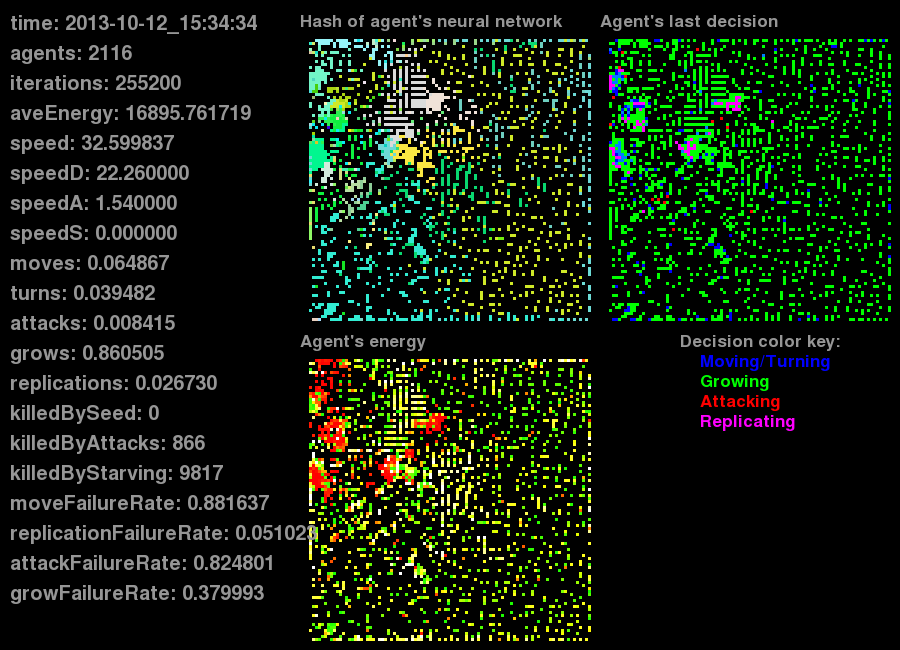 time: 2013-10-12_15:34:34
agents: 2116
iterations: 255200
aveEnergy: 16895.761719
speed: 32.599837
speedD: 22.260000
speedA: 1.540000
speedS: 0.000000
moves: 0.064867
turns: 0.039482
attacks: 0.008415
grows: 0.860505
replications: 0.026730
killedBySeed: 0
killedByAttacks: 866
killedByStarving: 9817
moveFailureRate: 0.881637
replicationFailureRate: 0.051023
attackFailureRate: 0.824801
growFailureRate: 0.379993
Hash of agent's neural network
Agent's last decision
Agent's energy
Decision color key:
Moving/Turning
Growing
Attacking
Replicating